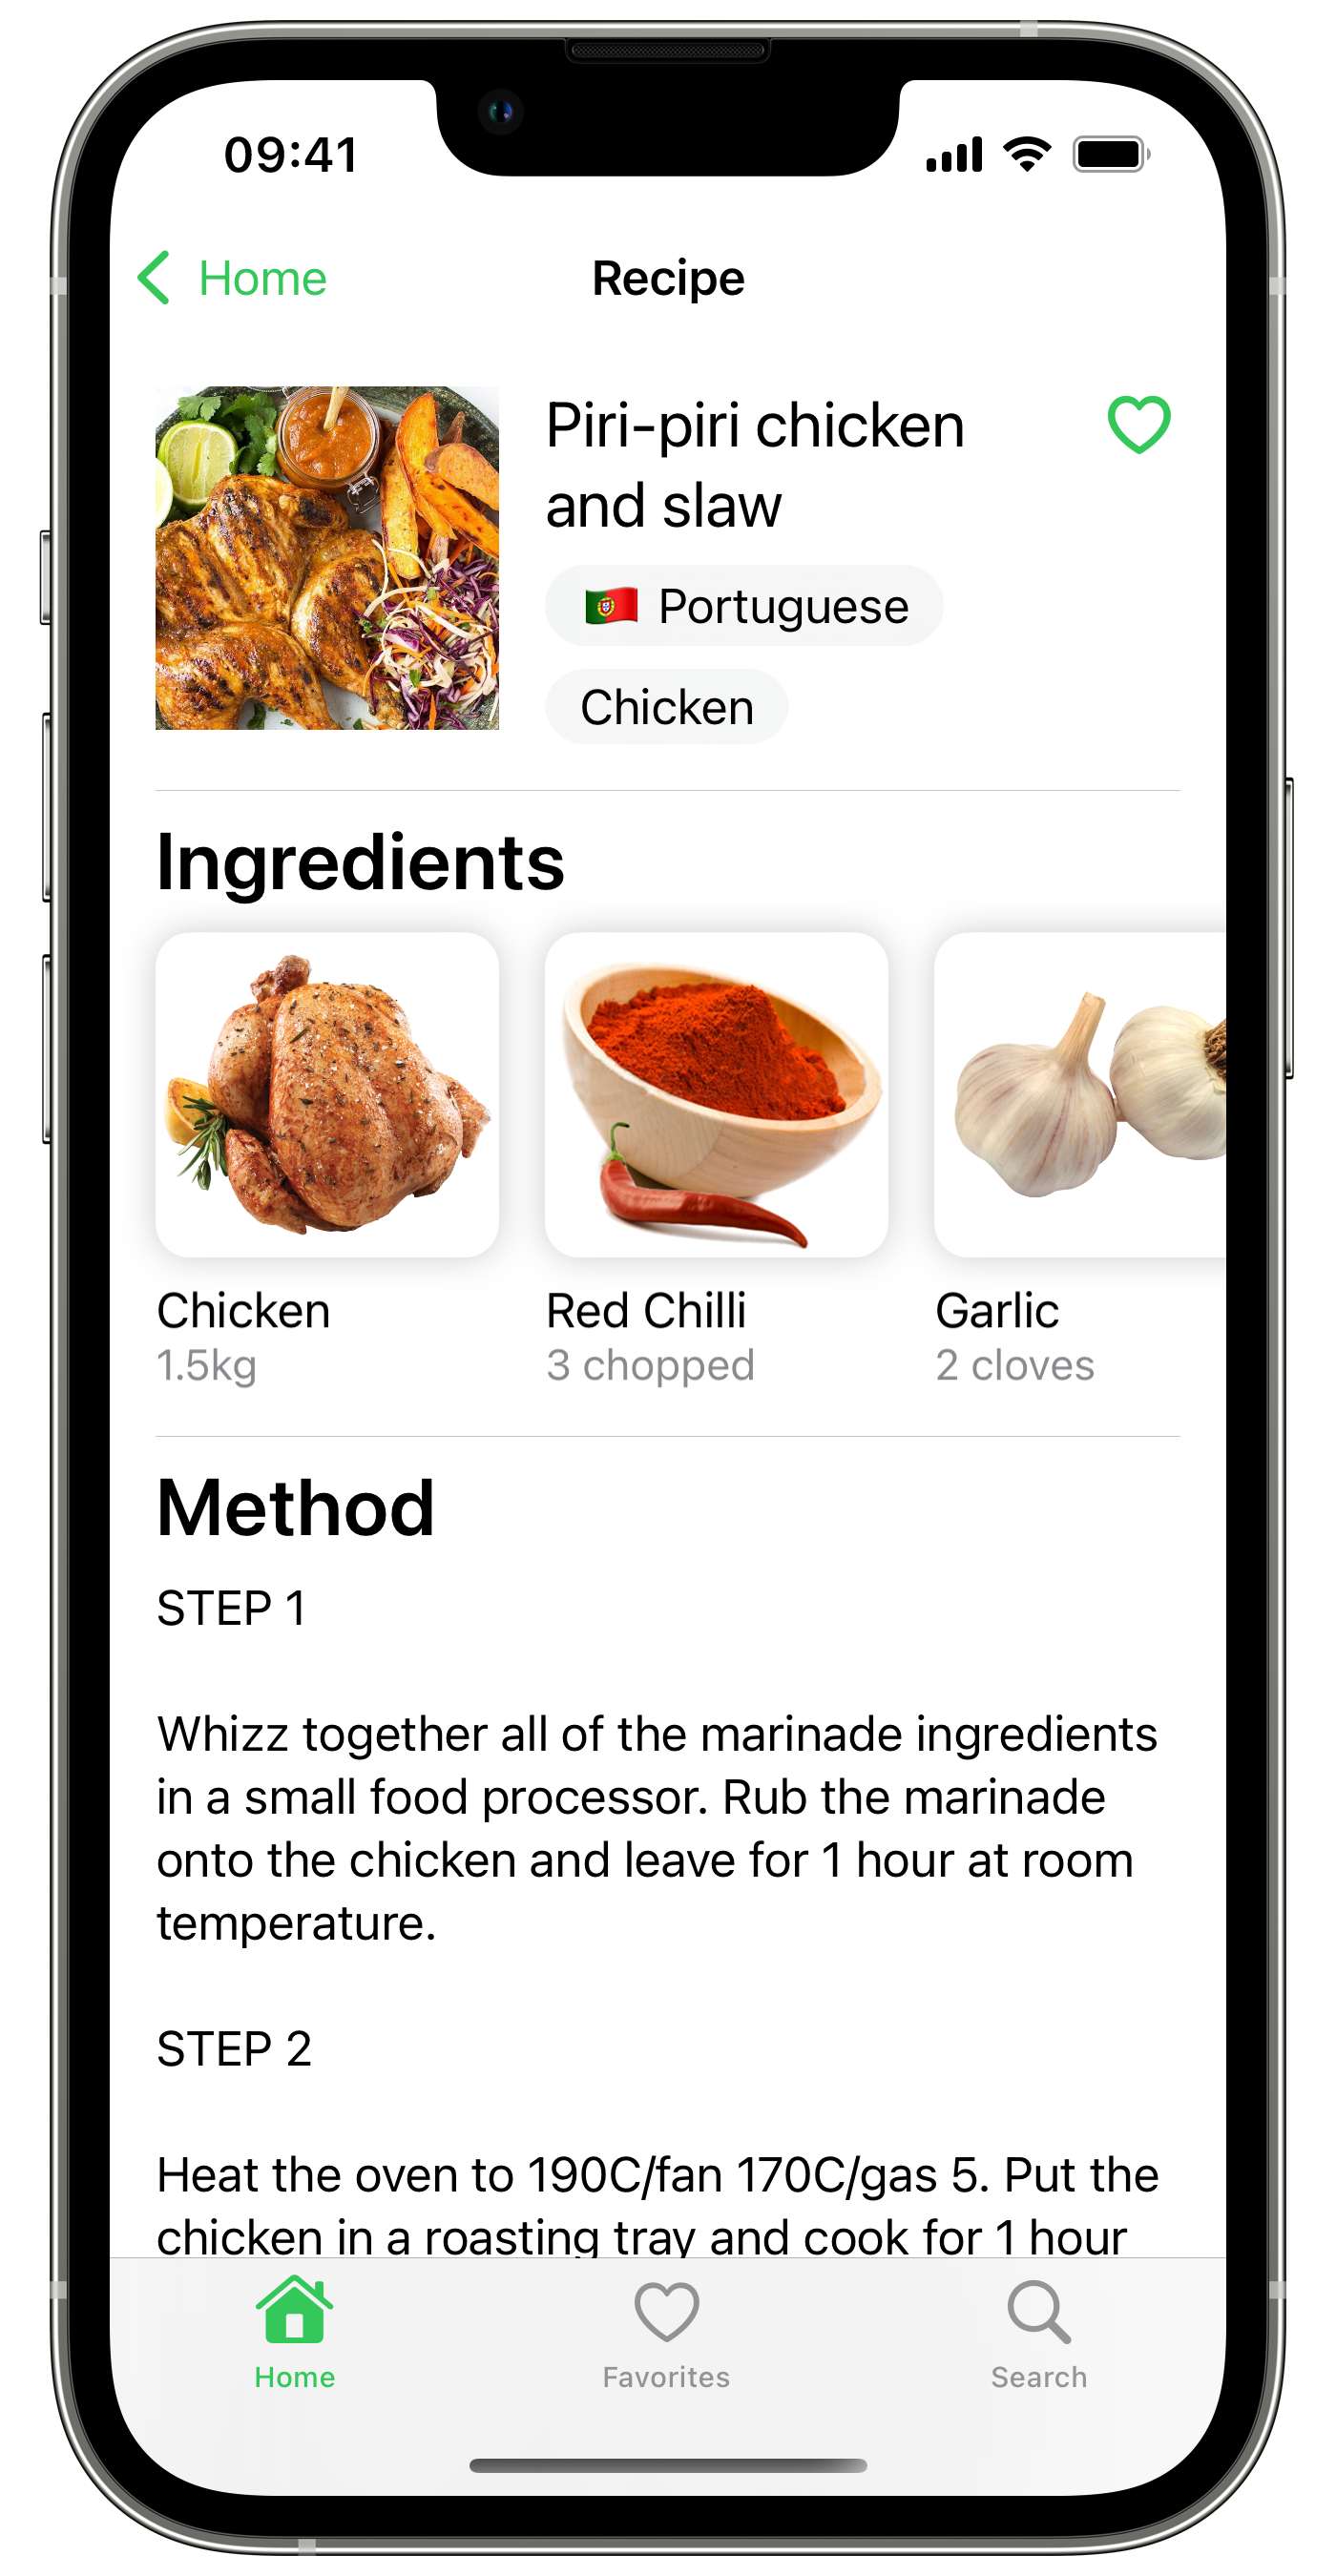 09:41
Home
Recipe
Piri-piri chicken
and slaw
Portuguese
Chicken
Ingredients
Chicken
1.5kg
Red Chilli
3 chopped
Garlic
2 cloves
Method
STEP 1
Whizz together all of the marinade ingredients
in a small food processor. Rub the marinade
onto the chicken and leave for 1 hour at room
temperature.
STEP 2
Heat the oven to 190C/fan 170C/gas 5. Put the
chicken in a roasting tray and cook for 1 hour
Home
Favorites
Search